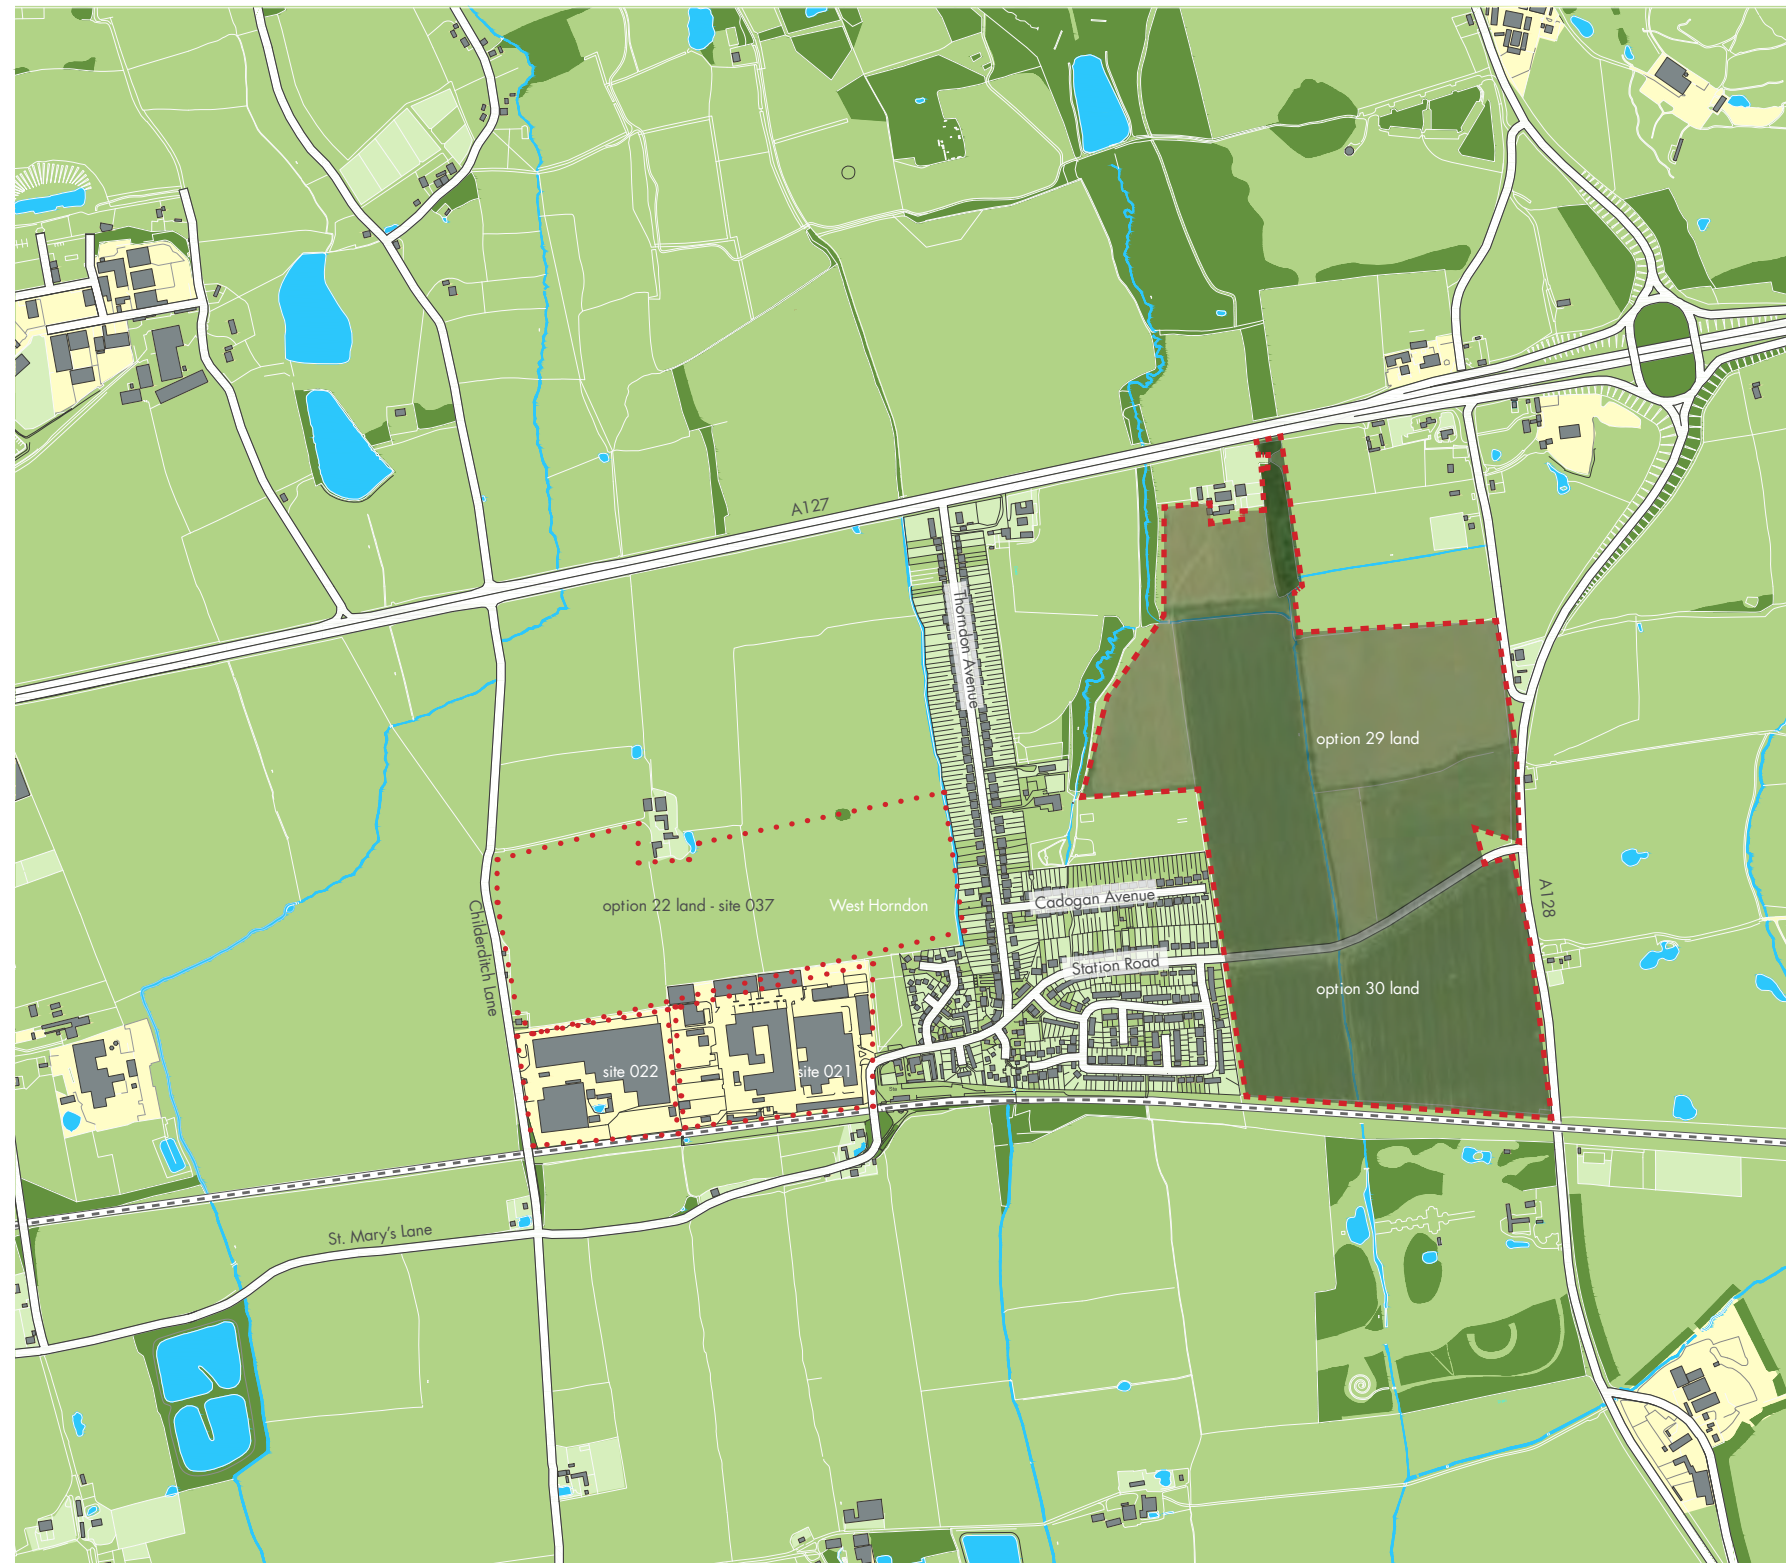 A127
Thorndon Avenue
option 29 land
option 22 land - site 037
West Horndon
Cadogan Avenue
A128
Childerditch Lane
Station Road
option 30 land
site 022
site 021
St. Mary's Lane